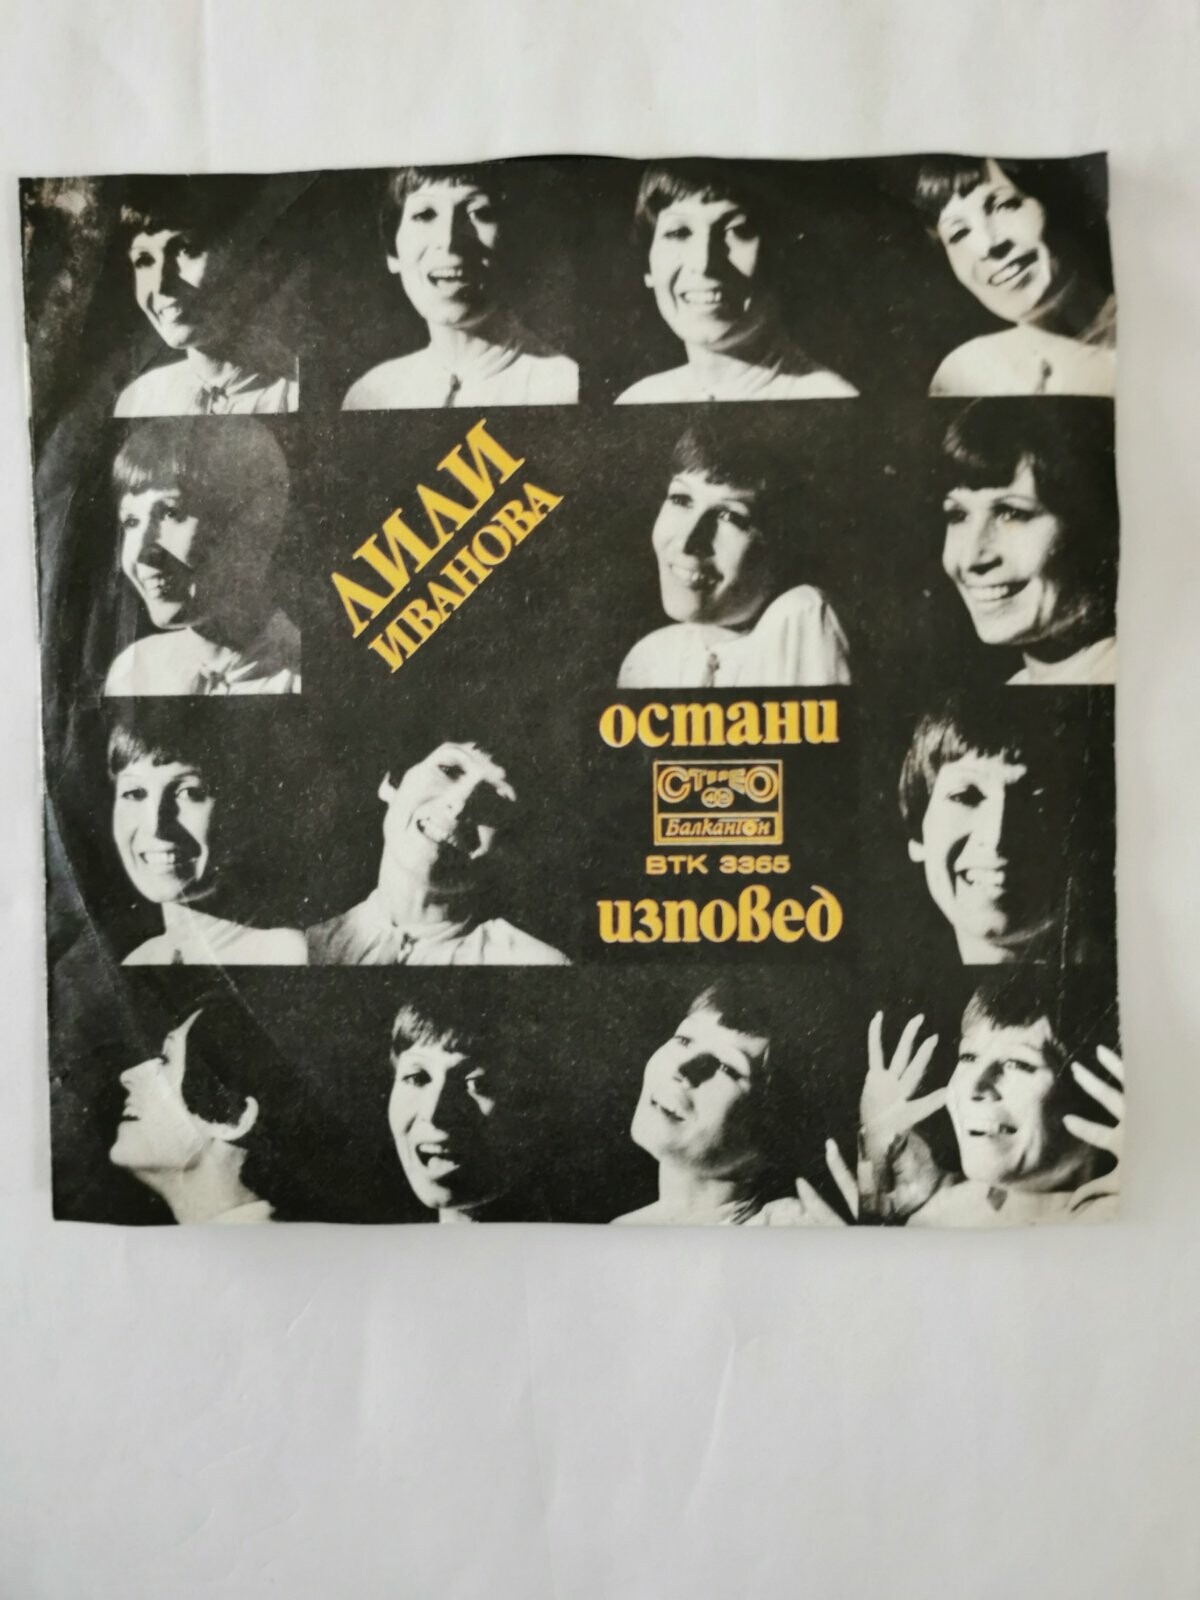 ЛИЛИ
ИВАНОВА
остани
СТЕРЕО
Балкантон
ВТК 3365
изповед